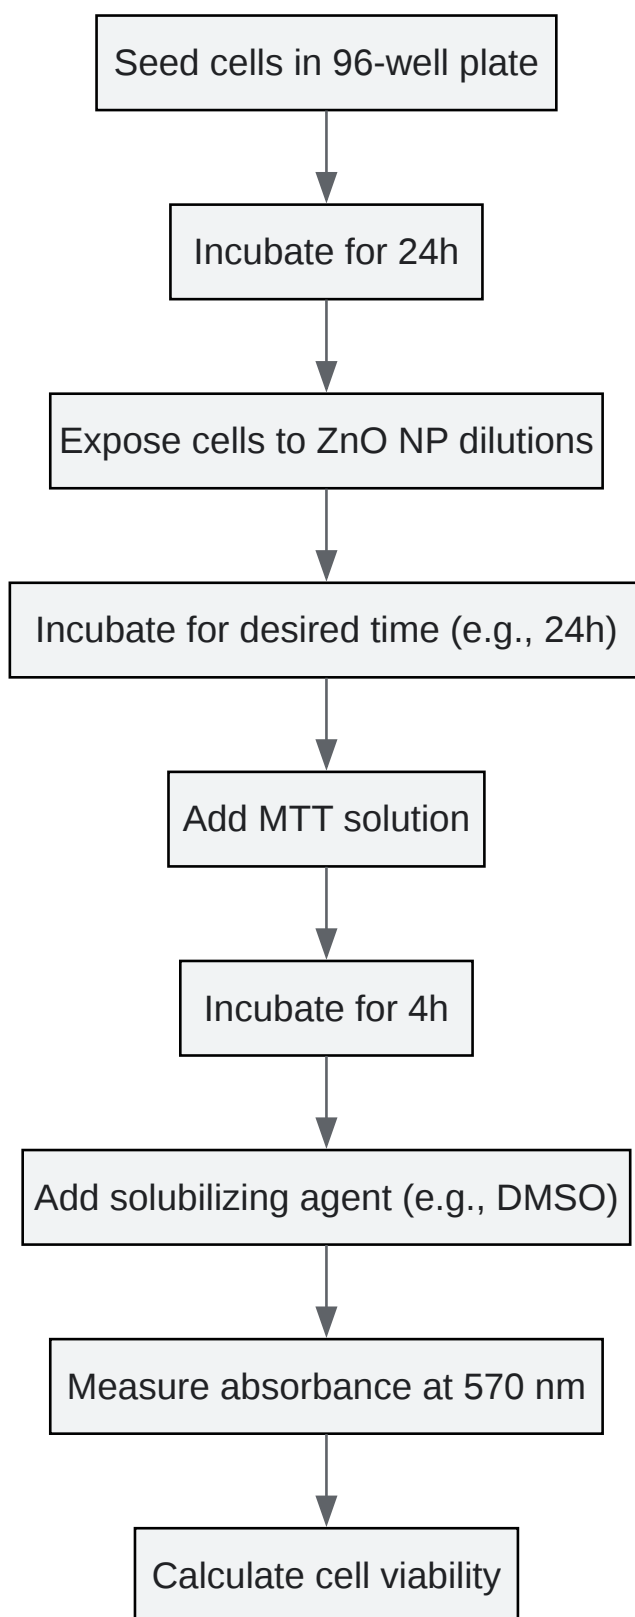 Seed cells in 96-well plate
Incubate for 24h
Expose cells to ZnO NP dilutions
Incubate for desired time (e.g., 24h)
Add MTT solution
Incubate for 4h
Add solubilizing agent (e.g., DMSO)
Measure absorbance at 570 nm
Calculate cell viability